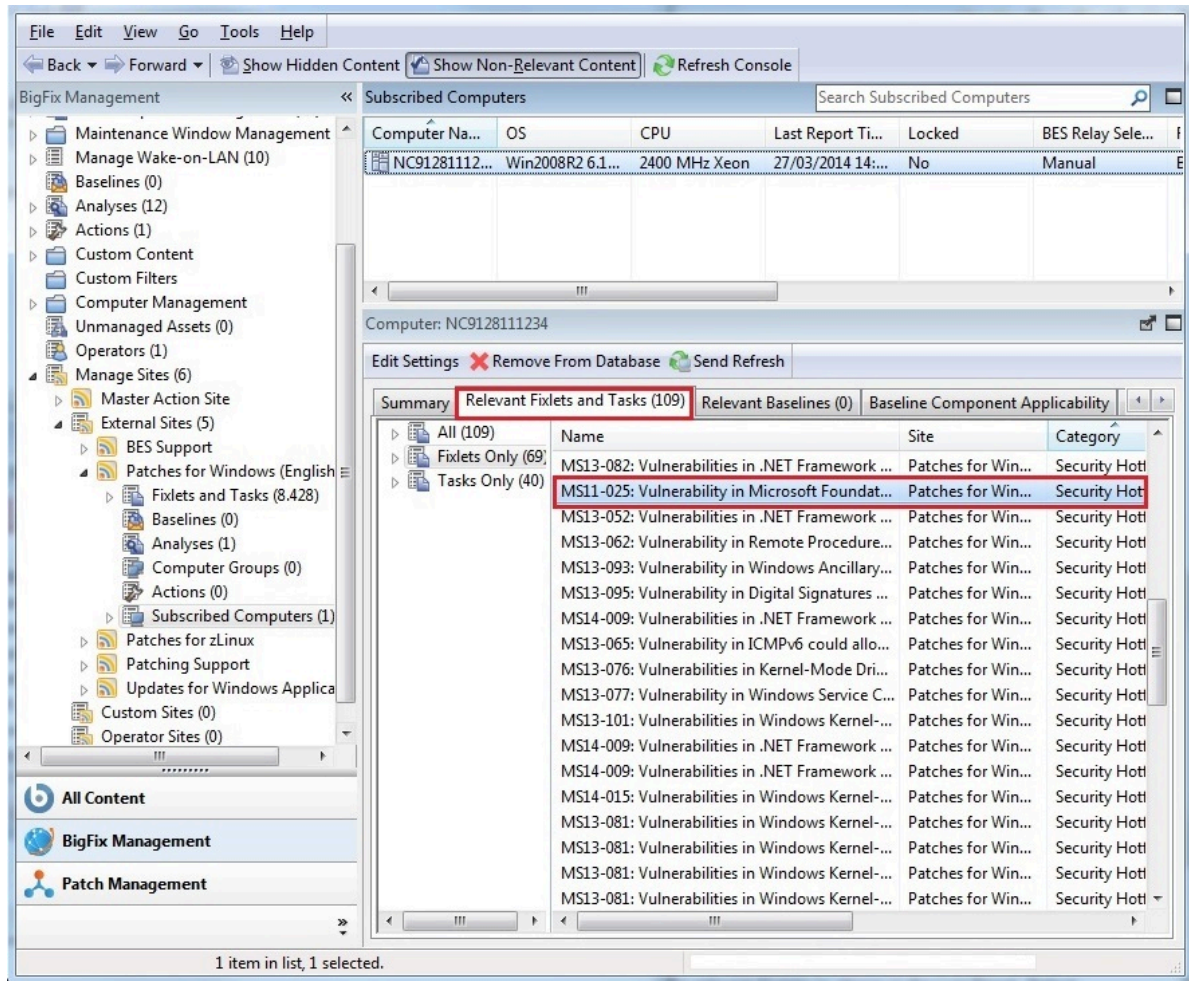 File Edit View Go Tools Help
Back Forward Show Hidden Content Show Non-Relevant Content Refresh Console
BigFix Management «
Maintenance Window Management
Manage Wake-on-LAN (10)
Baselines (0)
Analyses (12)
Actions (1)
Custom Content
Custom Filters
Computer Management
Unmanaged Assets (0)
Operators (1)
Manage Sites (6)
Master Action Site
External Sites (5)
BES Support
Patches for Windows (English
Fixlets and Tasks (8.428)
Baselines (0)
Analyses (1)
Computer Groups (0)
Actions (0)
Subscribed Computers (1)
Patches for zLinux
Patching Support
Updates for Windows Applica
Custom Sites (0)
Operator Sites (0)
All Content
BigFix Management
Patch Management
»
Subscribed Computers Search Subscribed Computers
Computer Na... OS CPU Last Report Ti... Locked BES Relay Sele...
NC91281112... Win2008R2 6.1... 2400 MHz Xeon 27/03/2014 14:... No Manual
Computer: NC9128111234
Edit Settings Remove From Database Send Refresh
Summary Relevant Fixlets and Tasks (109) Relevant Baselines (0) Baseline Component Applicability
All (109)
Fixlets Only (69)
Tasks Only (40)
Name Site Category
MS13-082: Vulnerabilities in .NET Framework ... Patches for Win... Security Hotf
MS11-025: Vulnerability in Microsoft Foundat... Patches for Win... Security Hot
MS13-052: Vulnerabilities in .NET Framework ... Patches for Win... Security Hotf
MS13-062: Vulnerability in Remote Procedure... Patches for Win... Security Hotf
MS13-093: Vulnerability in Windows Ancillary... Patches for Win... Security Hotf
MS13-095: Vulnerability in Digital Signatures ... Patches for Win... Security Hotf
MS14-009: Vulnerabilities in .NET Framework ... Patches for Win... Security Hotf
MS13-065: Vulnerability in ICMPv6 could allo... Patches for Win... Security Hotf
MS13-076: Vulnerabilities in Kernel-Mode Dri... Patches for Win... Security Hotf
MS13-077: Vulnerability in Windows Service C... Patches for Win... Security Hotf
MS13-101: Vulnerabilities in Windows Kernel-... Patches for Win... Security Hotf
MS14-009: Vulnerabilities in .NET Framework ... Patches for Win... Security Hotf
MS14-009: Vulnerabilities in .NET Framework ... Patches for Win... Security Hotf
MS14-015: Vulnerabilities in Windows Kernel-... Patches for Win... Security Hotf
MS13-081: Vulnerabilities in Windows Kernel-... Patches for Win... Security Hotf
MS13-081: Vulnerabilities in Windows Kernel-... Patches for Win... Security Hotf
MS13-081: Vulnerabilities in Windows Kernel-... Patches for Win... Security Hotf
MS13-081: Vulnerabilities in Windows Kernel-... Patches for Win... Security Hotf
1 item in list, 1 selected.